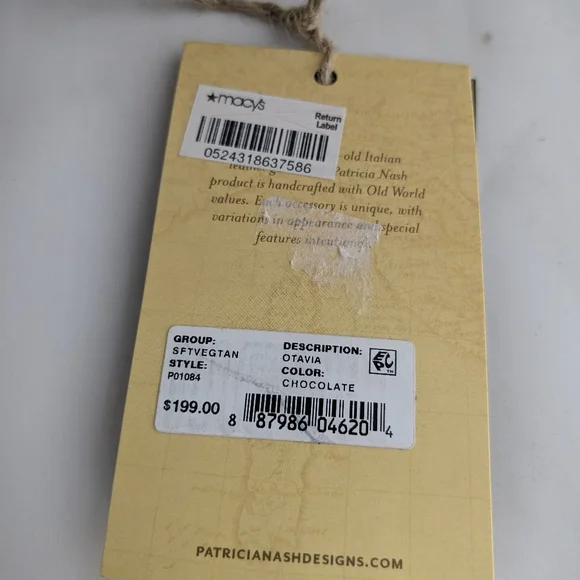 ★macy's
Return
Label
0524318637586
-old Italian
Patricia Nash
product is handcrafted with Old World
values. Each accessory is unique, with
variations in appearance and special
features intentional.
GROUP:
SFTVEGTAN
STYLE:
P01084
DESCRIPTION:
OTAVIA
COLOR:
CHOCOLATE
$199.00
8 87986 04620 4
PATRICIANASHDESIGNS.COM